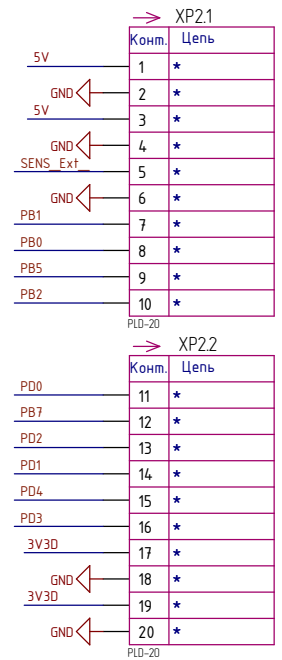 XP2.1
Конт. Цепь
5V 1 *
GND 2 *
5V 3 *
GND 4 *
SENS_Ext_ 5 *
GND 6 *
PB1 7 *
PB0 8 *
PB5 9 *
PB2 10 *
PLD-20
XP2.2
Конт. Цепь
PD0 11 *
PB7 12 *
PD2 13 *
PD1 14 *
PD4 15 *
PD3 16 *
3V3D 17 *
GND 18 *
3V3D 19 *
GND 20 *
PLD-20